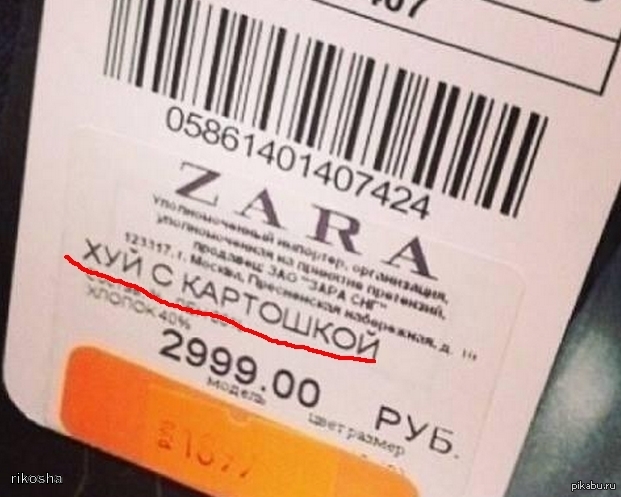 05861401407424
ZARA
Уполномоченный импортер, организация,
уполномоченная на принятие претензий,
продавец: ЗАО "ЗАРА СНГ"
123317, г. Москва, Пресненская набережная, д.
ХУЙ С КАРТОШКОЙ
ХЛОПОК 40%
2999.00 РУБ.
модель цвет размер
rikosha
pikabu.ru